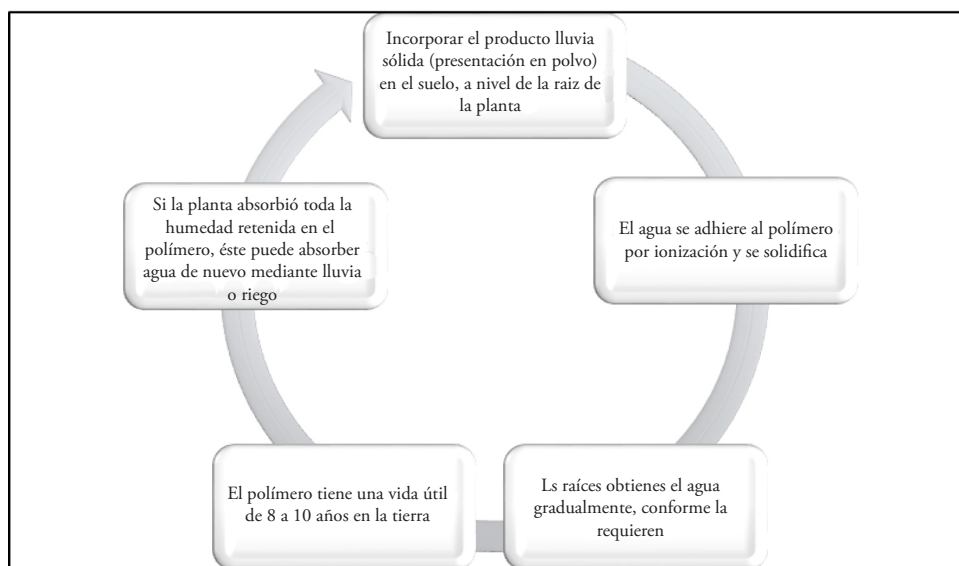 Incorporar el producto lluvia
sólida (presentación en polvo)
en el suelo, a nivel de la raiz de
la planta
El agua se adhiere al polímero
por ionización y se solidifica
Ls raíces obtienes el agua
gradualmente, conforme la
requieren
El polímero tiene una vida útil
de 8 a 10 años en la tierra
Si la planta absorbió toda la
humedad retenida en el
polímero, éste puede absorber
agua de nuevo mediante lluvia
o riego